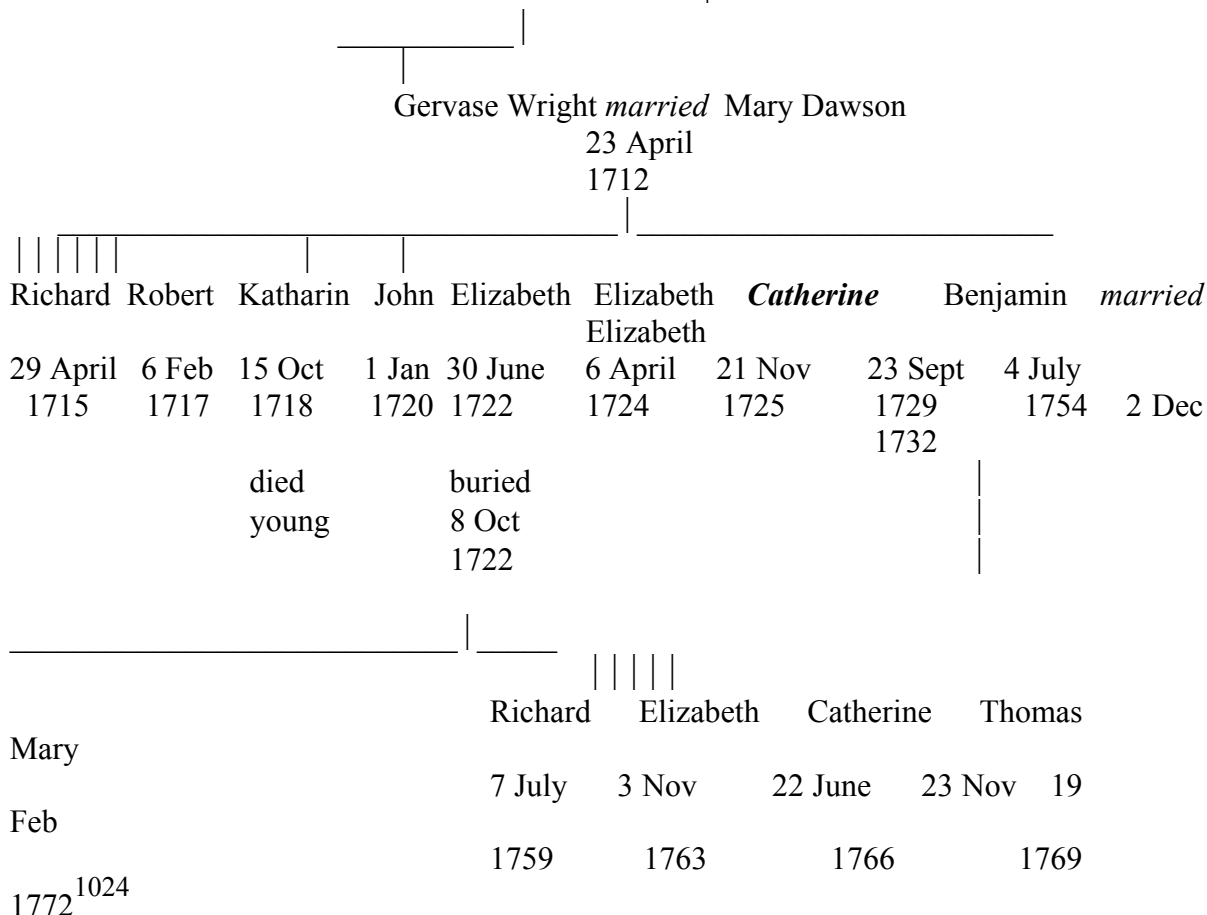 Gervase Wright married Mary Dawson
23 April
1712
Richard Robert Katharin John Elizabeth Elizabeth Catherine Benjamin married
Elizabeth
29 April 6 Feb 15 Oct 1 Jan 30 June 6 April 21 Nov 23 Sept 4 July
1715 1717 1718 1720 1722 1724 1725 1729 1754 2 Dec
1732
died buried
young 8 Oct
1722
Richard Elizabeth Catherine Thomas
Mary
7 July 3 Nov 22 June 23 Nov 19
Feb
1759 1763 1766 1769
1772 1024